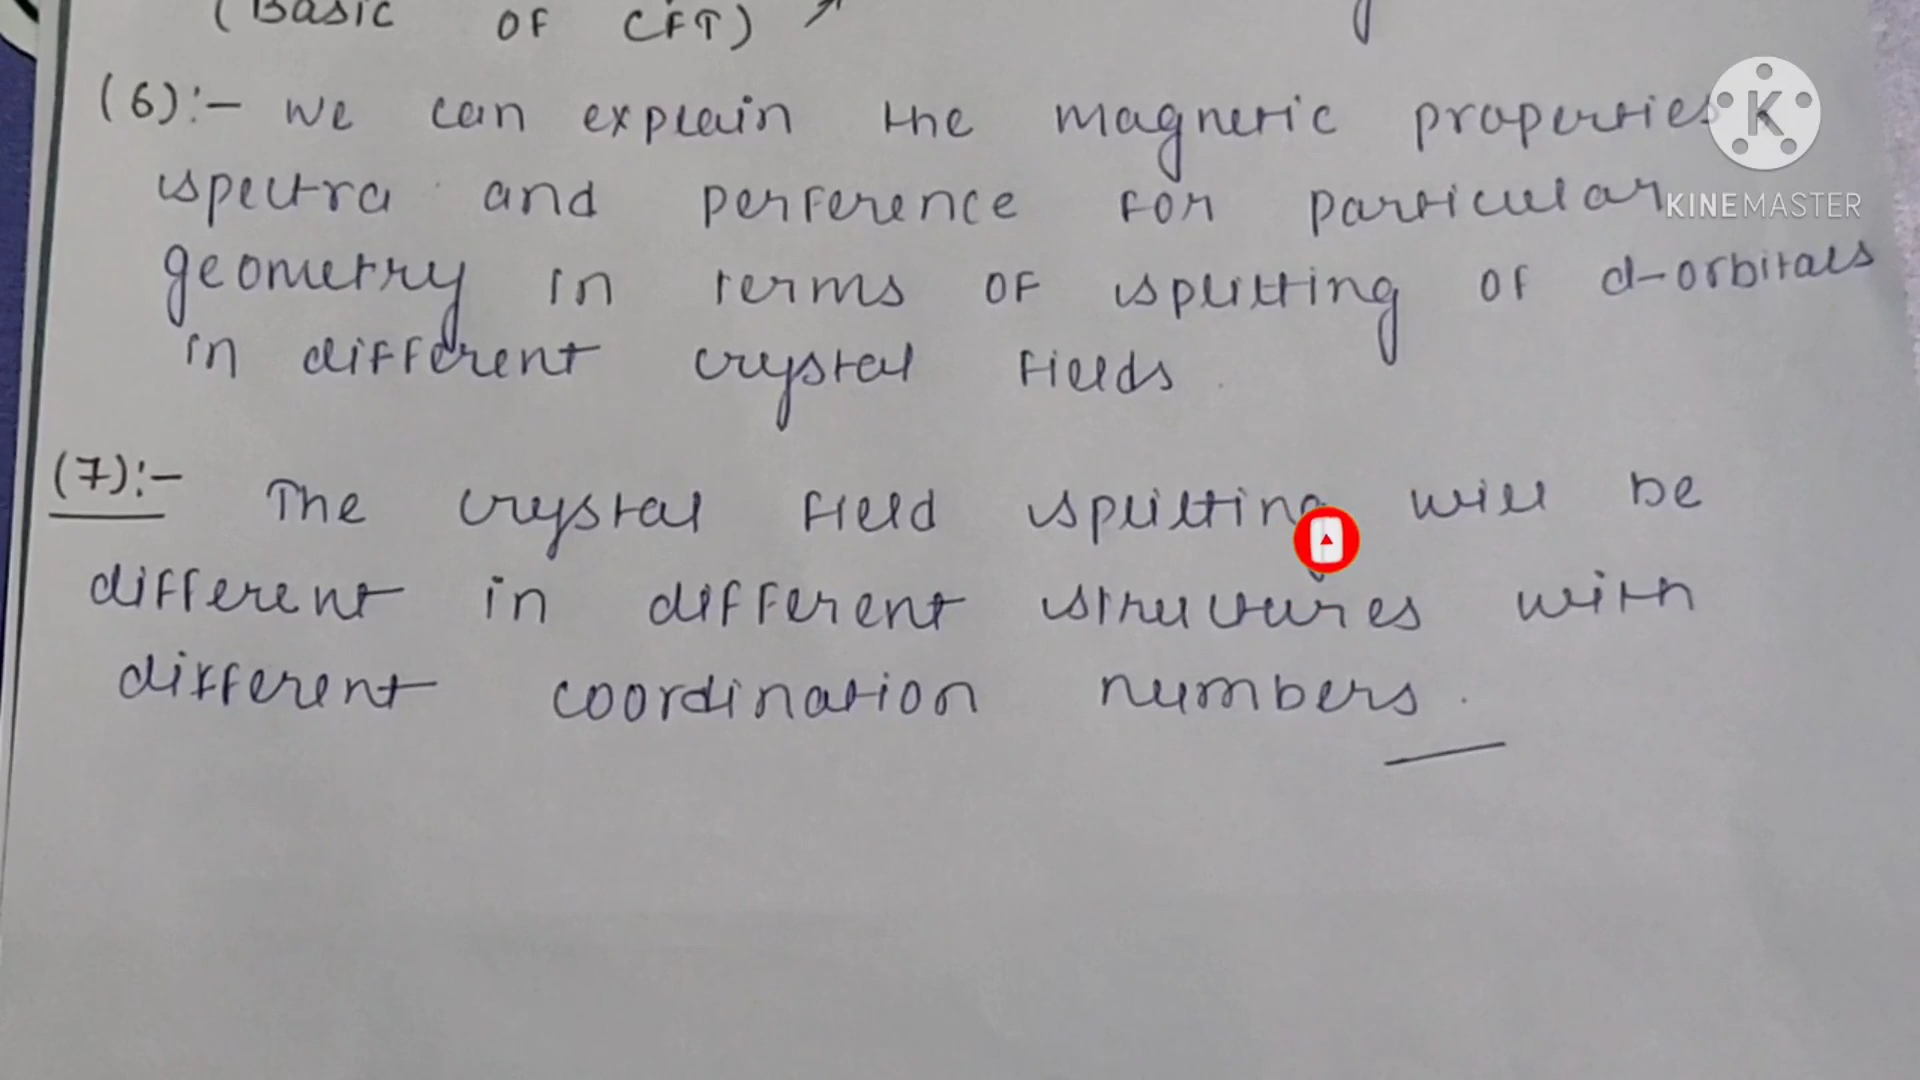 (Basic OF CFT)
(6):- We can explain the magnetic properties
spectra and perference for particular
geometry in terms of splitting of d-orbitals
in different crystal fields.
(7):- The crystal field splitting will be
different in different structures with
different coordination numbers.
K
KINEMASTER